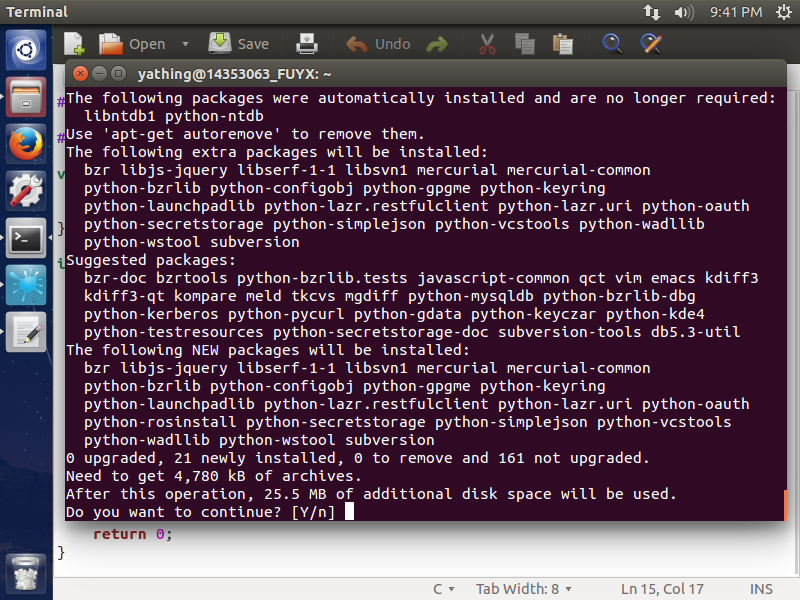 Terminal
9:41 PM
Open
Save
Undo
yathing@14353063_FUYX: ~
#
#
v
}
i
The following packages were automatically installed and are no longer required:
libntdb1 python-ntdb
Use 'apt-get autoremove' to remove them.
The following extra packages will be installed:
bzr libjs-jquery libserf-1-1 libsvn1 mercurial mercurial-common
python-bzrlib python-configobj python-gpgme python-keyring
python-launchpadlib python-lazr.restfulclient python-lazr.uri python-oauth
python-secretstorage python-simplejson python-vcstools python-wadllib
python-wstool subversion
Suggested packages:
bzr-doc bzrtools python-bzrlib.tests javascript-common qct vim emacs kdiff3
kdiff3-qt kompare meld tkcvs mgdiff python-mysqldb python-bzrlib-dbg
python-kerberos python-pycurl python-gdata python-keyczar python-kde4
python-testresources python-secretstorage-doc subversion-tools db5.3-util
The following NEW packages will be installed:
bzr libjs-jquery libserf-1-1 libsvn1 mercurial mercurial-common
python-bzrlib python-configobj python-gpgme python-keyring
python-launchpadlib python-lazr.restfulclient python-lazr.uri python-oauth
python-rosinstall python-secretstorage python-simplejson python-vcstools
python-wadllib python-wstool subversion
0 upgraded, 21 newly installed, 0 to remove and 161 not upgraded.
Need to get 4,780 kB of archives.
After this operation, 25.5 MB of additional disk space will be used.
Do you want to continue? [Y/n]
return 0;
}
C
Tab Width: 8
Ln 15, Col 17
INS